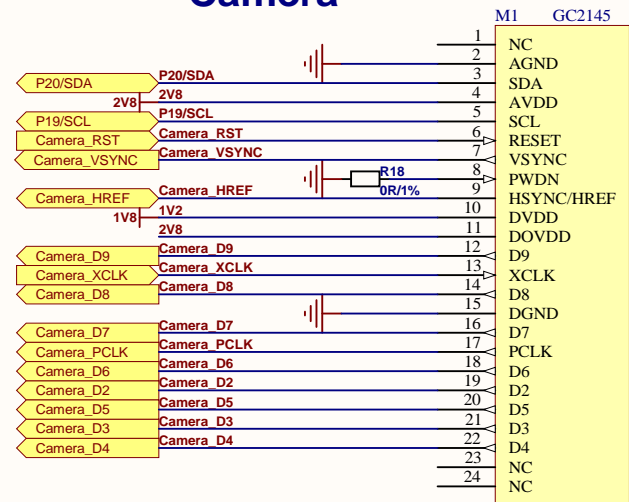 Camera
M1 GC2145
1 NC
2 AGND
P20/SDA P20/SDA 3 SDA
2V8 2V8 4 AVDD
P19/SCL P19/SCL 5 SCL
Camera_RST Camera_RST 6 RESET
Camera_VSYNC Camera_VSYNC 7 VSYNC
R18 8 PWDN
Camera_HREF Camera_HREF 0R/1% 9 HSYNC/HREF
1V8 1V2 10 DVDD
2V8 11 DOVDD
Camera_D9 Camera_D9 12 D9
Camera_XCLK Camera_XCLK 13 XCLK
Camera_D8 Camera_D8 14 D8
15 DGND
Camera_D7 Camera_D7 16 D7
Camera_PCLK Camera_PCLK 17 PCLK
Camera_D6 Camera_D6 18 D6
Camera_D2 Camera_D2 19 D2
Camera_D5 Camera_D5 20 D5
Camera_D3 Camera_D3 21 D3
Camera_D4 Camera_D4 22 D4
23 NC
24 NC